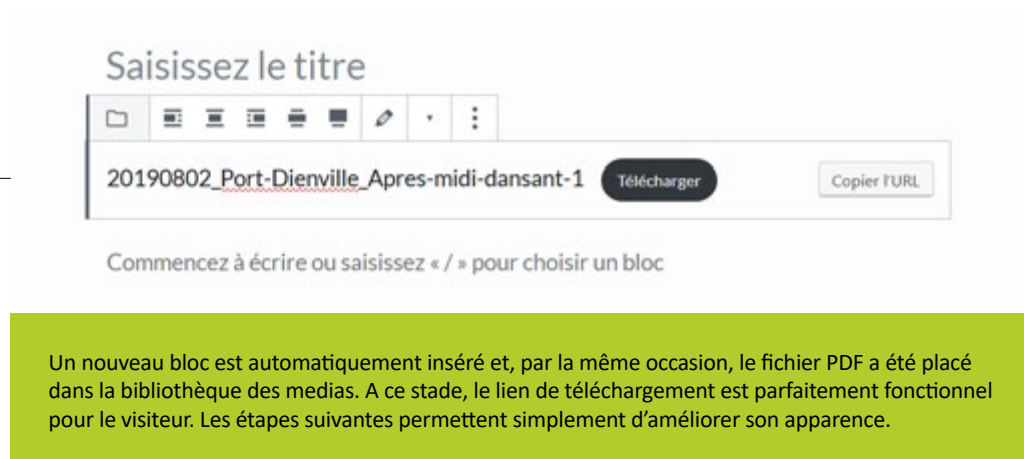 Saisissez le titre
20190802_Port-Dienville_Apres-midi-dansant-1 Télécharger Copier l'URL
Commencez à écrire ou saisissez « / » pour choisir un bloc
Un nouveau bloc est automatiquement inséré et, par la même occasion, le fichier PDF a été placé
dans la bibliothèque des medias. A ce stade, le lien de téléchargement est parfaitement fonctionnel
pour le visiteur. Les étapes suivantes permettent simplement d’améliorer son apparence.